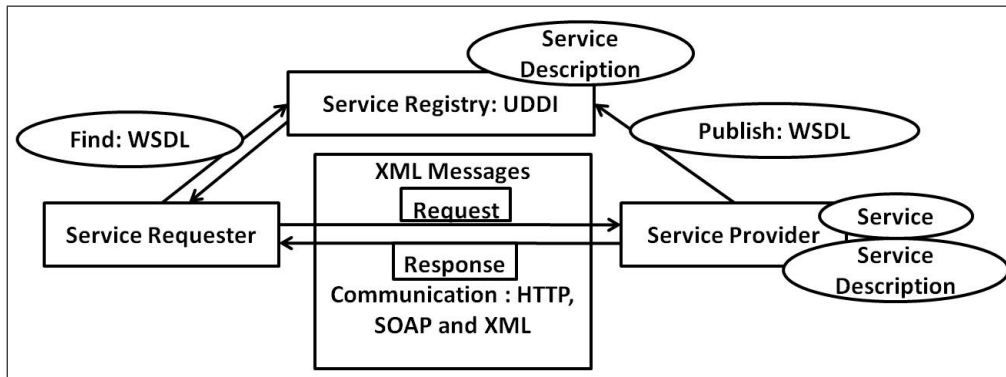 Service
Description
Service Registry: UDDI
Find: WSDL
Publish: WSDL
XML Messages
Request
Service Requester
Service Provider
Service
Response
Service
Description
Communication : HTTP,
SOAP and XML